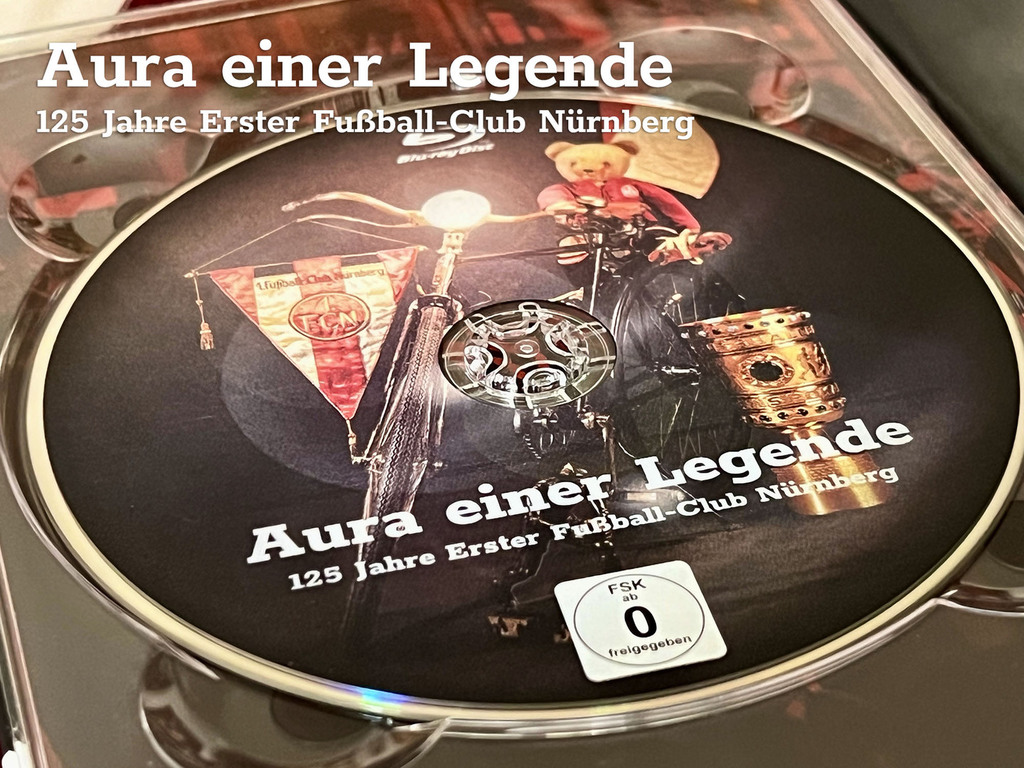 Aura einer Legende
125 Jahre Erster Fußball-Club Nürnberg
Blu-ray Disc
1.Fußball-Club Nürnberg
FCN
Aura einer Legende
125 Jahre Erster Fußball-Club Nürnberg
FSK
ab
0
freigegeben